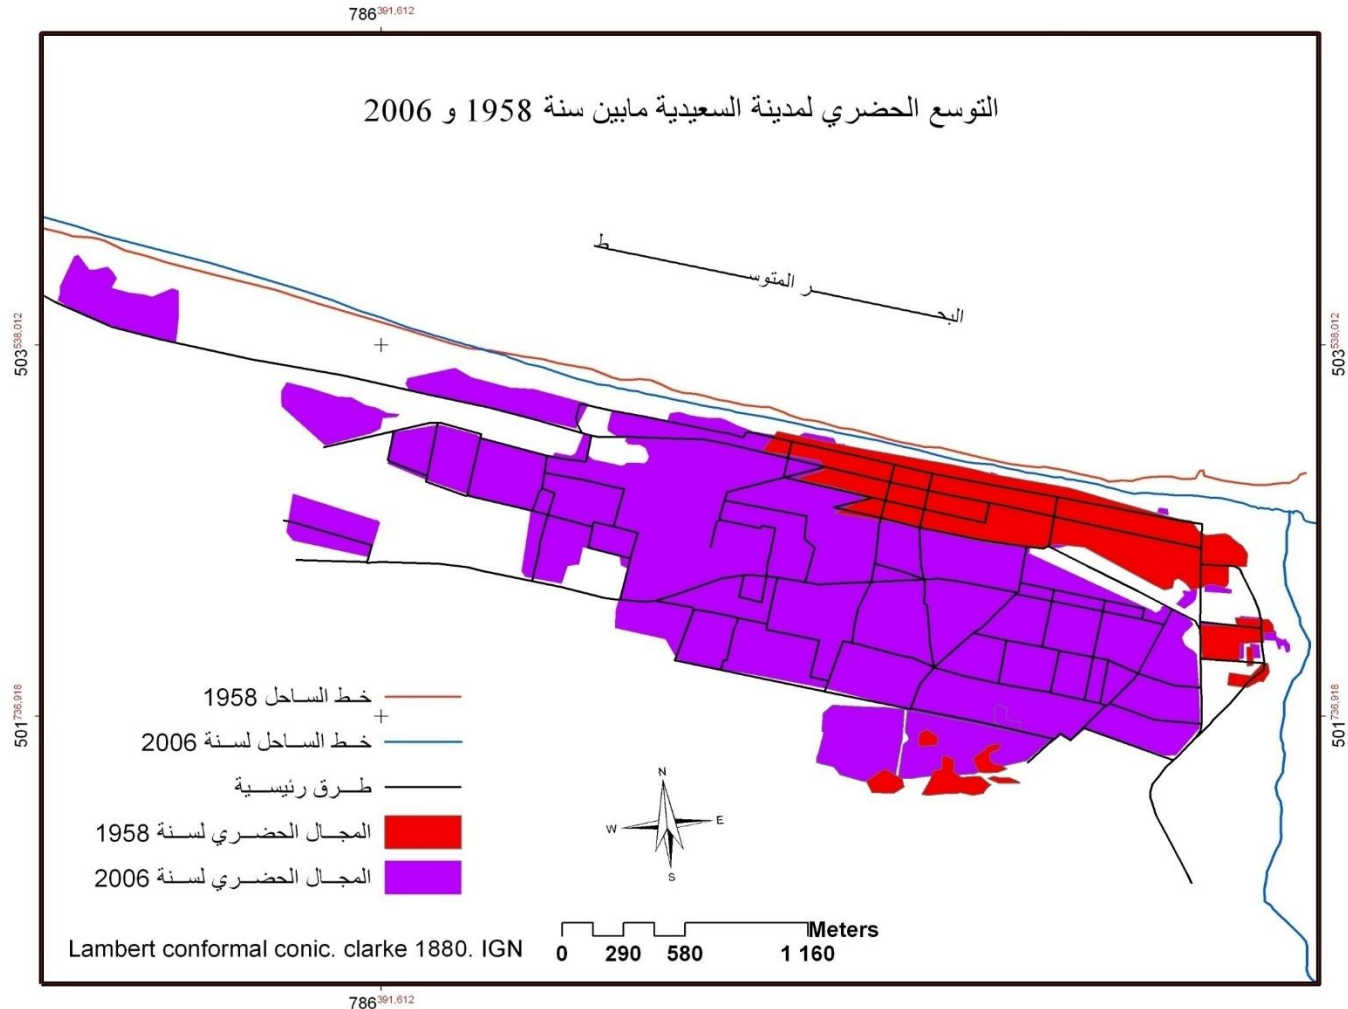 786391,612
التوسع الحضري لمدينة السعيدية مابين سنة 1958 و 2006
البحر المتوسط
503538,012
503538,012
خط الساحل 1958
501736,918
501736,918
خط الساحل لسنة 2006
طرق رئيسية
المجال الحضري لسنة 1958
المجال الحضري لسنة 2006
N
W
E
S
Meters
0 290 580 1 160
Lambert conformal conic. clarke 1880. IGN
786391,612